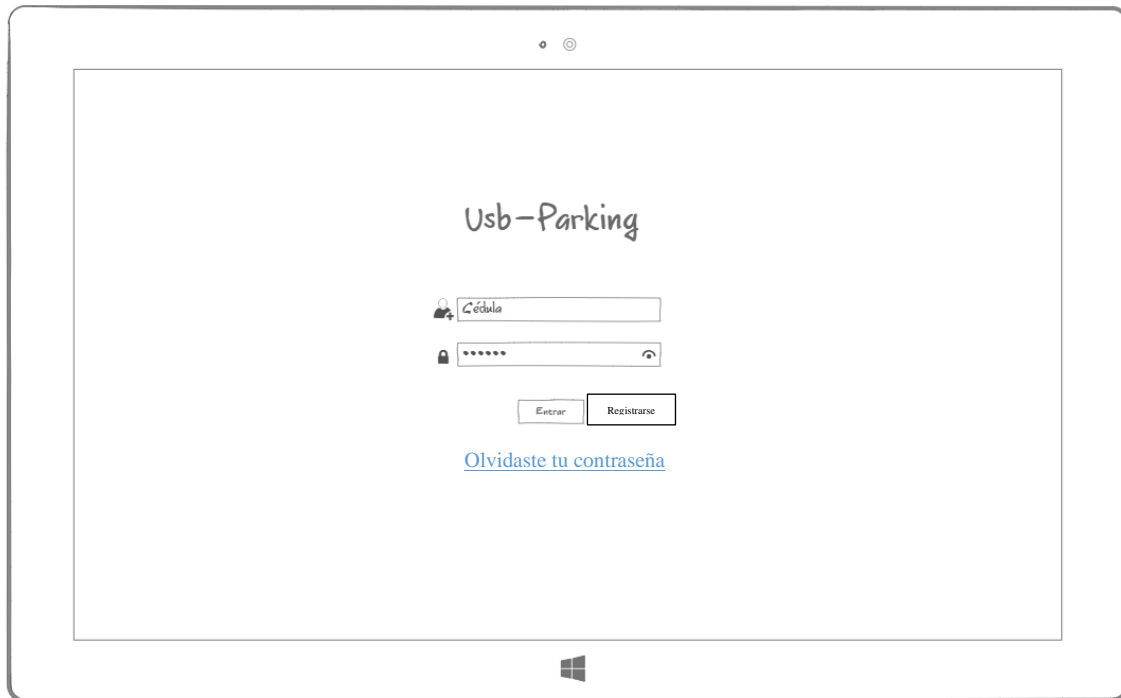 Usb-Parking
Cédula
••••••
Entrar Registrarse
Olvidaste tu contraseña